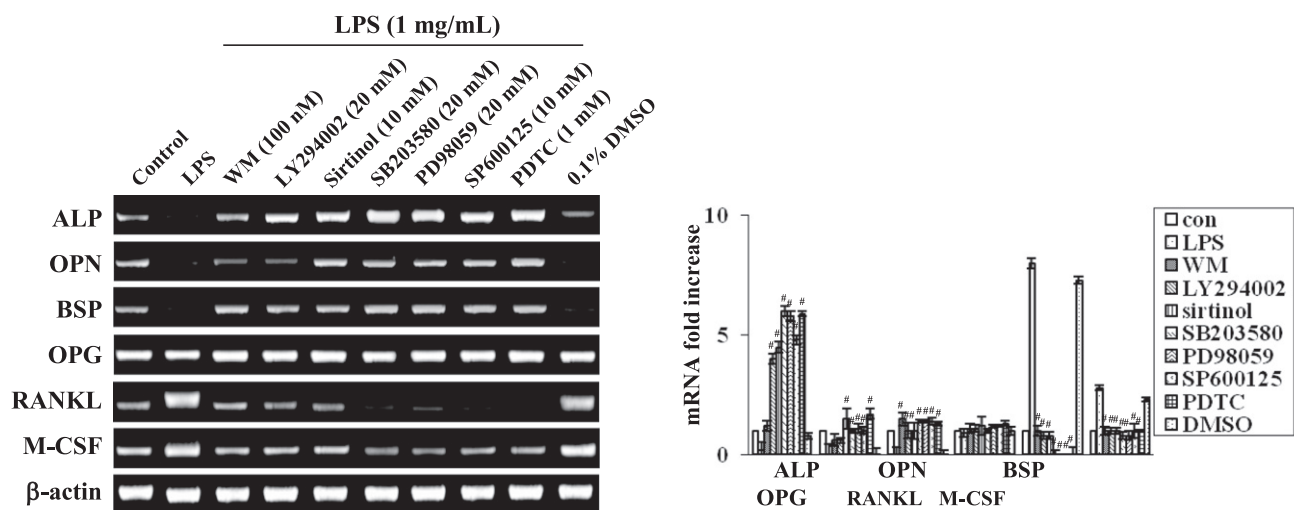 LPS (1 mg/mL)
Control
LPS
WM (100 nM)
LY294002 (20 mM)
Sirtinol (10 mM)
SB203580 (20 mM)
PD98059 (20 mM)
SP600125 (10 mM)
PDTC (1 mM)
0.1% DMSO
ALP
OPN
BSP
OPG
RANKL
M-CSF
β-actin
mRNA fold increase
10
5
0
ALP OPN BSP
OPG RANKL M-CSF
con
LPS
WM
LY294002
sirtinol
SB203580
PD98059
SP600125
PDTC
DMSO